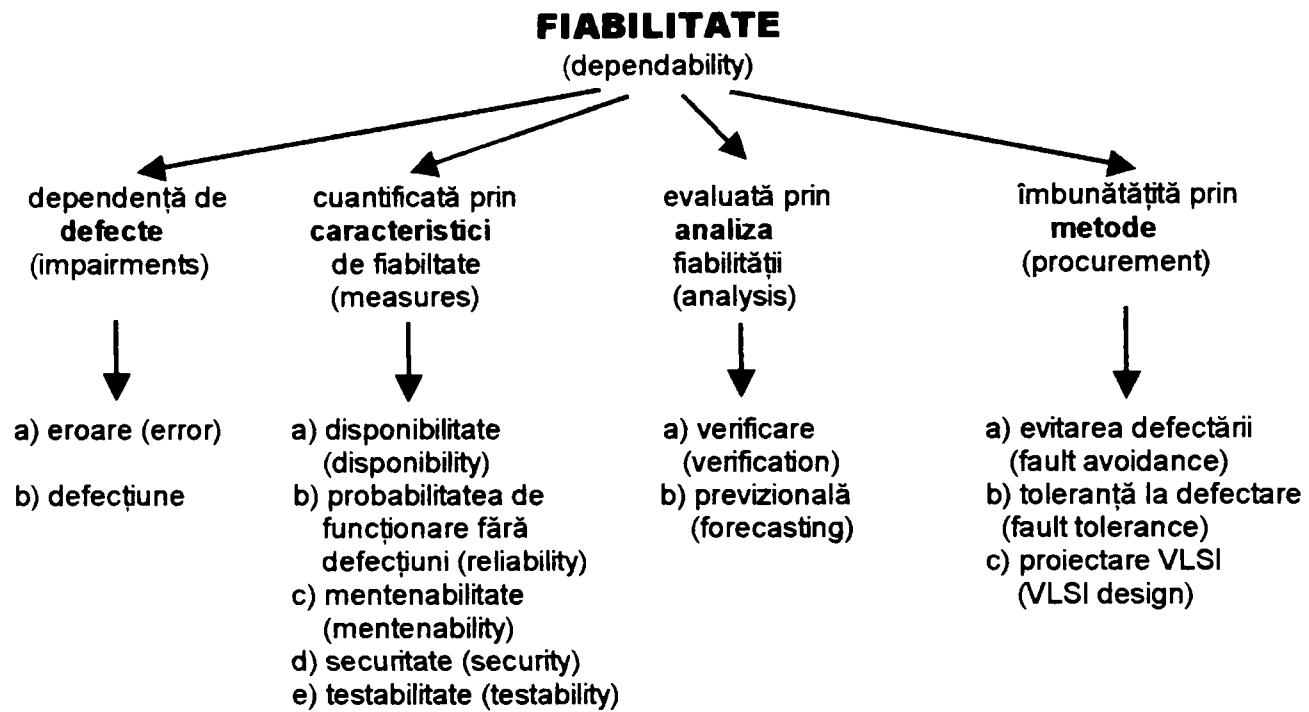 FIABILITATE
(dependability)
dependență de
defecte
(impairments)
cuantificată prin
caracteristici
de fiabiltate
(measures)
evaluată prin
analiza
fiabilității
(analysis)
îmbunătățită prin
metode
(procurement)
a) eroare (error)
b) defecțiune
a) disponibilitate
(disponibility)
b) probabilitatea de
funcționare fără
defecțiuni (reliability)
c) mentenabilitate
(mentenability)
d) securitate (security)
e) testabilitate (testability)
a) verificare
(verification)
b) previzională
(forecasting)
a) evitarea defectării
(fault avoidance)
b) toleranță la defectare
(fault tolerance)
c) proiectare VLSI
(VLSI design)